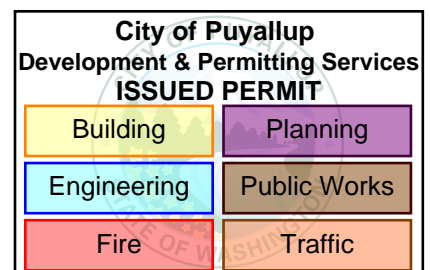 City of Puyallup
Development & Permitting Services
ISSUED PERMIT
Building Planning
Engineering Public Works
Fire Traffic